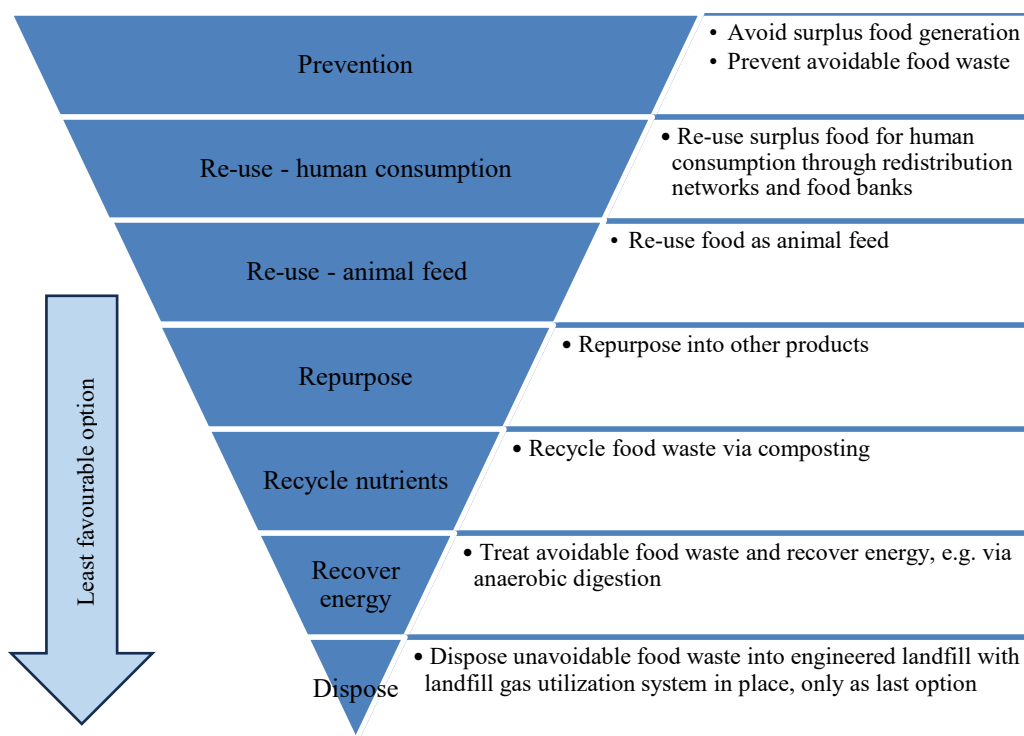 Prevention
• Avoid surplus food generation
• Prevent avoidable food waste
Re-use - human consumption
• Re-use surplus food for human
consumption through redistribution
networks and food banks
Re-use - animal feed
• Re-use food as animal feed
Repurpose
• Repurpose into other products
Recycle nutrients
• Recycle food waste via composting
Recover
energy
• Treat avoidable food waste and recover energy, e.g. via
anaerobic digestion
Dispose
• Dispose unavoidable food waste into engineered landfill with
landfill gas utilization system in place, only as last option
Least favourable option